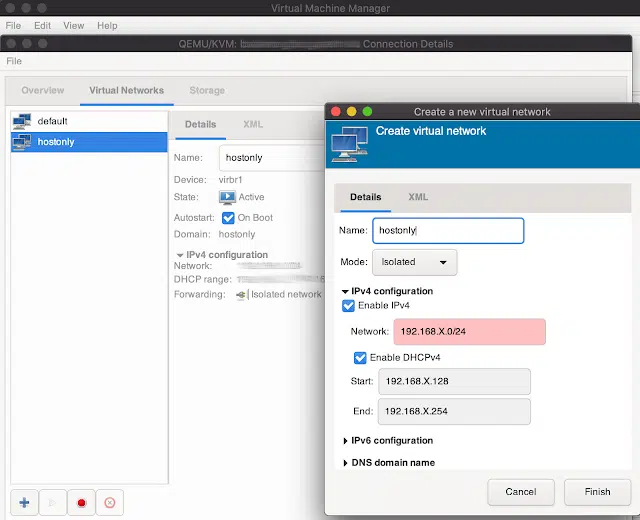 Virtual Machine Manager
File Edit View Help
QEMU/KVM: Connection Details
File
Overview Virtual Networks Storage
default
hostonly
Details XML
Name: hostonly
Device: virbr1
State: Active
Autostart: On Boot
Domain: hostonly
IPv4 configuration
Network:
DHCP range:
Forwarding: Isolated network
Create a new virtual network
Create virtual network
Details XML
Name: hostonly
Mode: Isolated
IPv4 configuration
Enable IPv4
Network: 192.168.X.0/24
Enable DHCPv4
Start: 192.168.X.128
End: 192.168.X.254
IPv6 configuration
DNS domain name
Cancel Finish